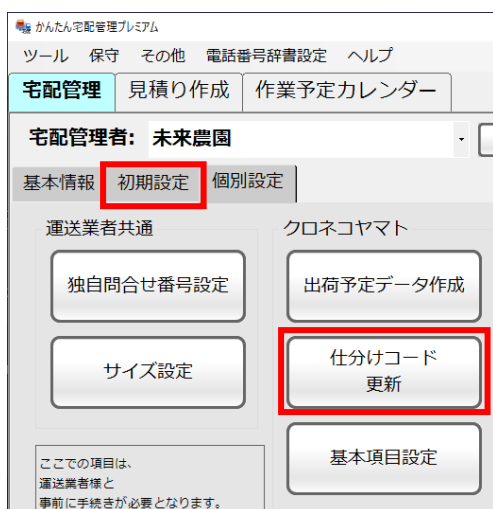 かんたん宅配管理プレミアム
ツール 保守 その他 電話番号辞書設定 ヘルプ
宅配管理 見積り作成 作業予定カレンダー
宅配管理者: 未来農園
基本情報 初期設定 個別設定
運送業者共通
独自問合せ番号設定
サイズ設定
ここでの項目は、
運送業者様と
事前に手続きが必要となります。
クロネコヤマト
出荷予定データ作成
仕分けコード
更新
基本項目設定